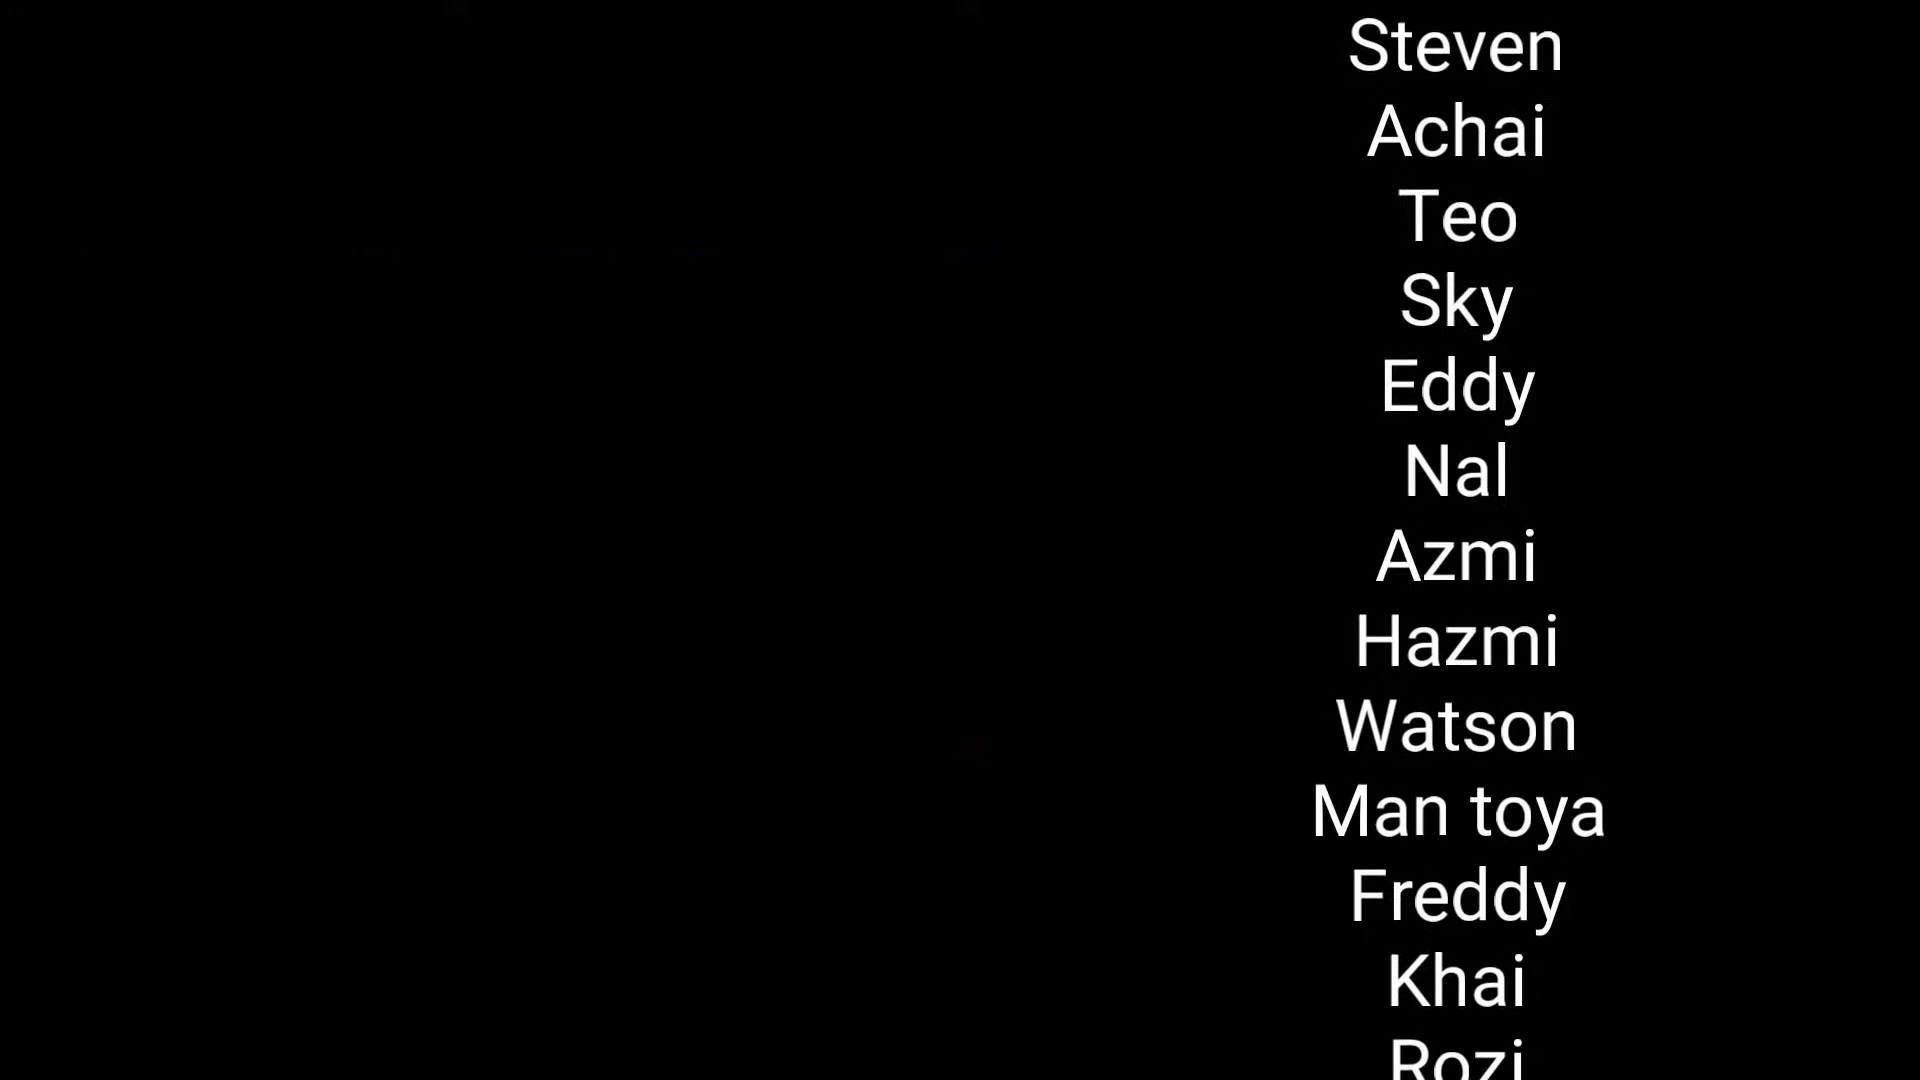 Steven
Achai
Teo
Sky
Eddy
Nal
Azmi
Hazmi
Watson
Man toya
Freddy
Khai
Rozi